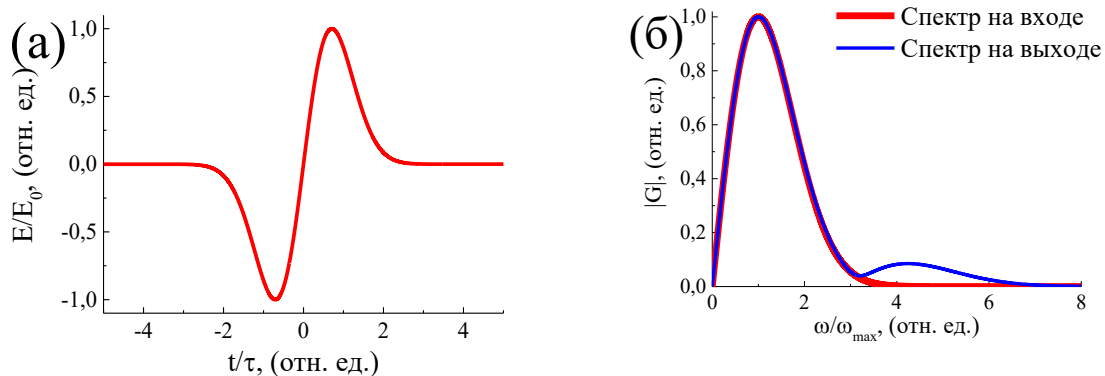 (а)
E/E0, (отн. ед.)
1,0
0,5
0,0
-0,5
-1,0
-4 -2 0 2 4
t/τ, (отн. ед.)
(б)
Спектр на входе
Спектр на выходе
|G|, (отн. ед.)
1,0
0,8
0,6
0,4
0,2
0,0
0 2 4 6 8
ω/ωmax, (отн. ед.)